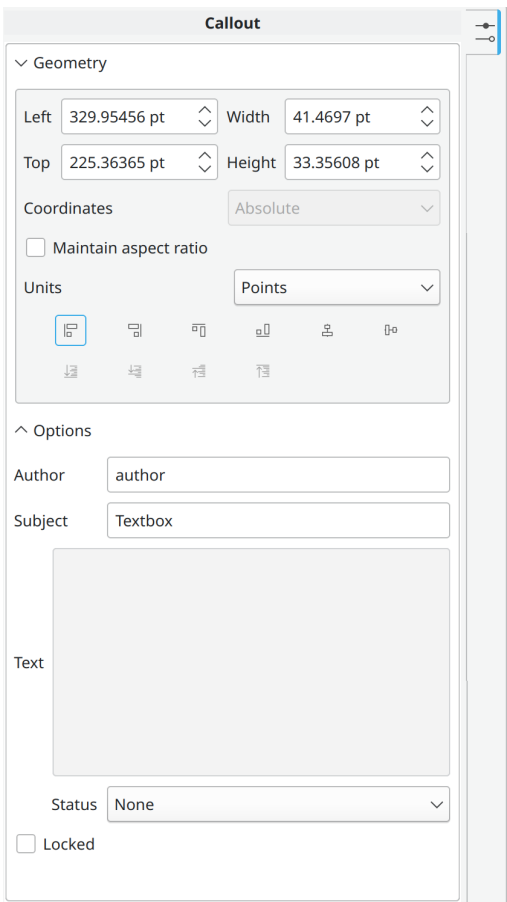 Callout
Geometry
Left 329.95456 pt Width 41.4697 pt
Top 225.36365 pt Height 33.35608 pt
Coordinates Absolute
Maintain aspect ratio
Units Points
Options
Author author
Subject Textbox
Text
Status None
Locked